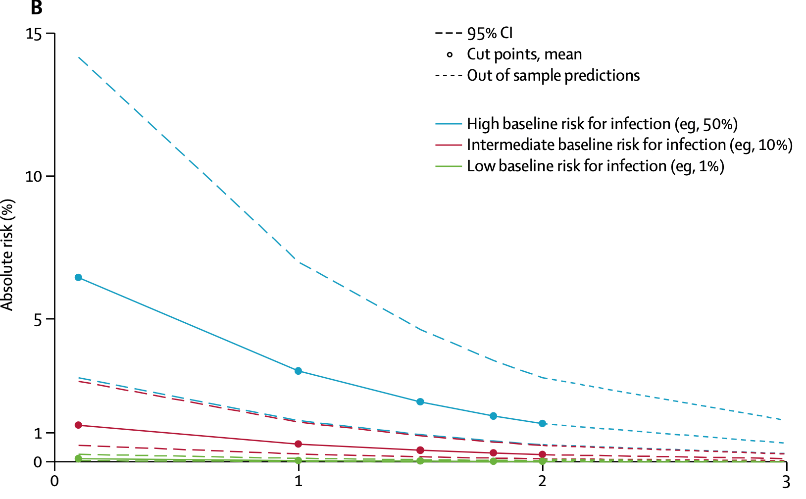 B
15
10
5
1
0
Absolute risk (%)
95% CI
Cut points, mean
Out of sample predictions
High baseline risk for infection (eg, 50%)
Intermediate baseline risk for infection (eg, 10%)
Low baseline risk for infection (eg, 1%)
0
1
2
3